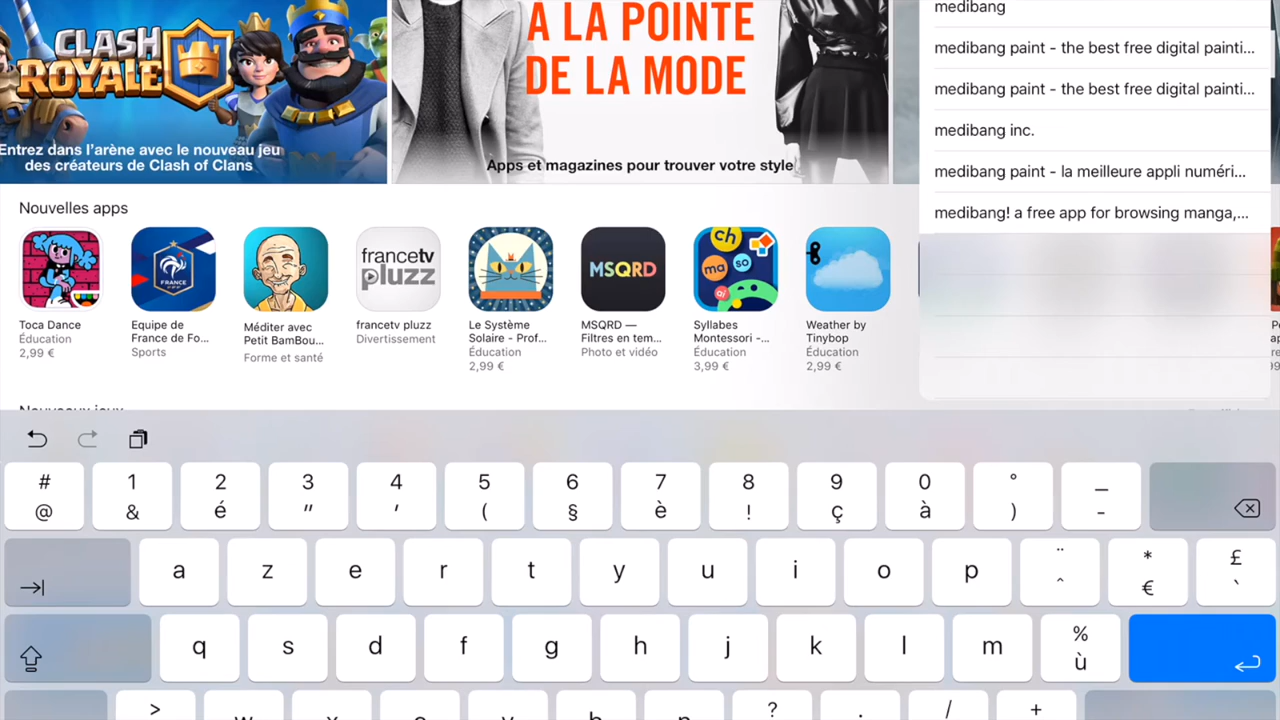 CLASH
ROYALE
Entrez dans l'arène avec le nouveau jeu
des créateurs de Clash of Clans
À LA POINTE
DE LA MODE
Apps et magazines pour trouver votre style
medibang
medibang paint - the best free digital painti...
medibang paint - the best free digital painti...
medibang inc.
medibang paint - la meilleure appli numéri...
medibang! a free app for browsing manga,...
Nouvelles apps
FRANCE
francetv
pluzz
MSQRD
ch
ma
so
ai
Toca Dance
Éducation
2,99 €
Equipe de
France de Fo...
Sports
Méditer avec
Petit BamBou...
Forme et santé
francetv pluzz
Divertissement
Le Système
Solaire - Prof...
Éducation
2,99 €
MSQRD —
Filtres en tem...
Photo et vidéo
Syllabes
Montessori -...
Éducation
3,99 €
Weather by
Tinybop
Éducation
2,99 €
Nouveaux jeux
# 1 2 3 4 5 6 7 8 9 0 ° _
@ & é " ' ( § è ! ç à ) -
a z e r t y u i o p ¨ ^ * € £ `
q s d f g h j k l m % ù
> w x c v b n ? . / +